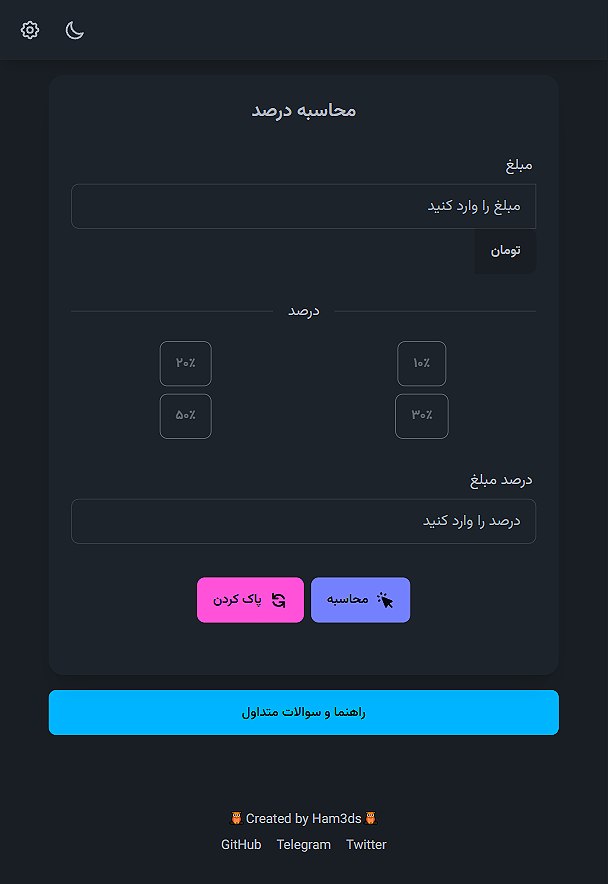 محاسبه درصد
مبلغ
مبلغ را وارد کنید
تومان
درصد
۱۰٪ ۲۰٪
۳۰٪ ۵۰٪
درصد مبلغ
درصد را وارد کنید
محاسبه پاک کردن
راهنما و سوالات متداول
Created by Ham3ds
GitHub Telegram Twitter